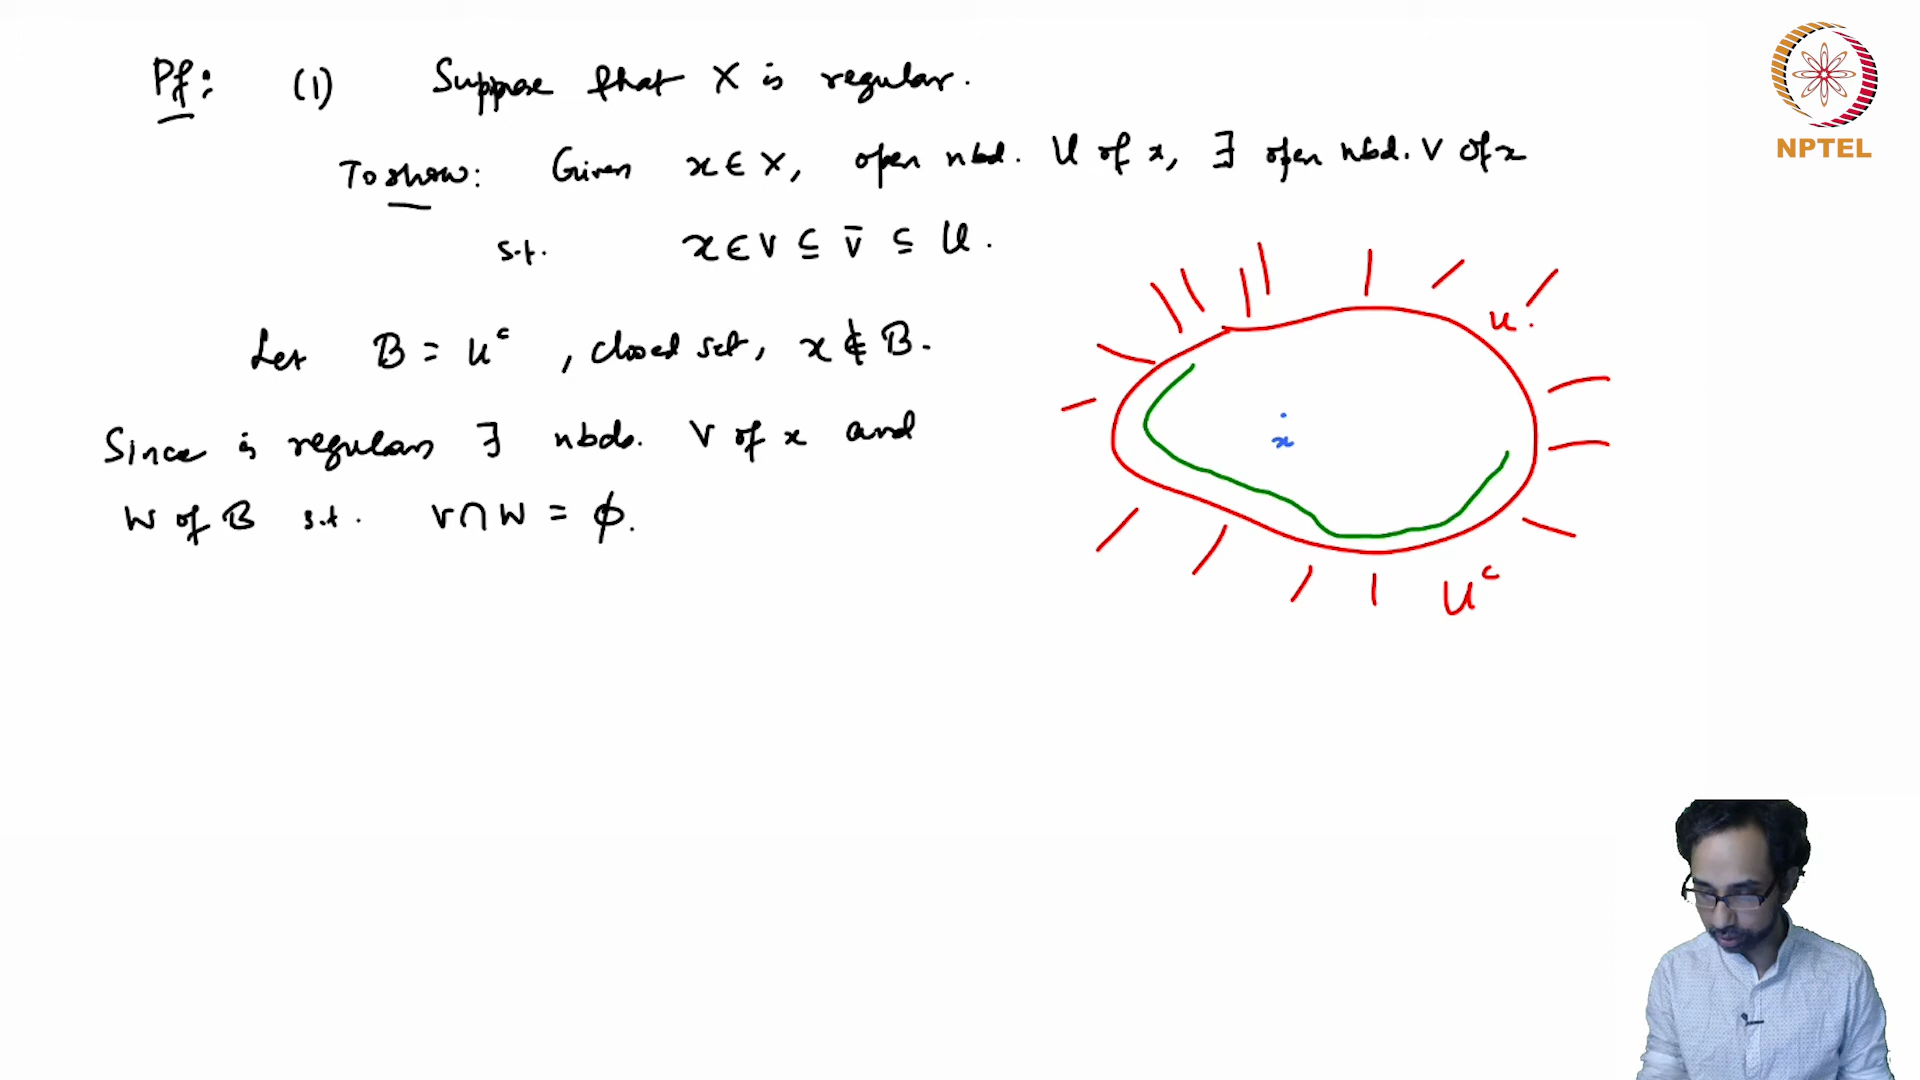 Pf: (1) Suppose that X is regular.
To show: Given x ∈ X, open nbd. U of x, ∃ open nbd. V of x
s.t. x ∈ V ⊆ V̄ ⊆ U.
Let B = U^c, closed set, x ∉ B.
Since is regular ∃ nbds. V of x and
W of B s.t. V ∩ W = ϕ.
U.
x
U^c
NPTEL